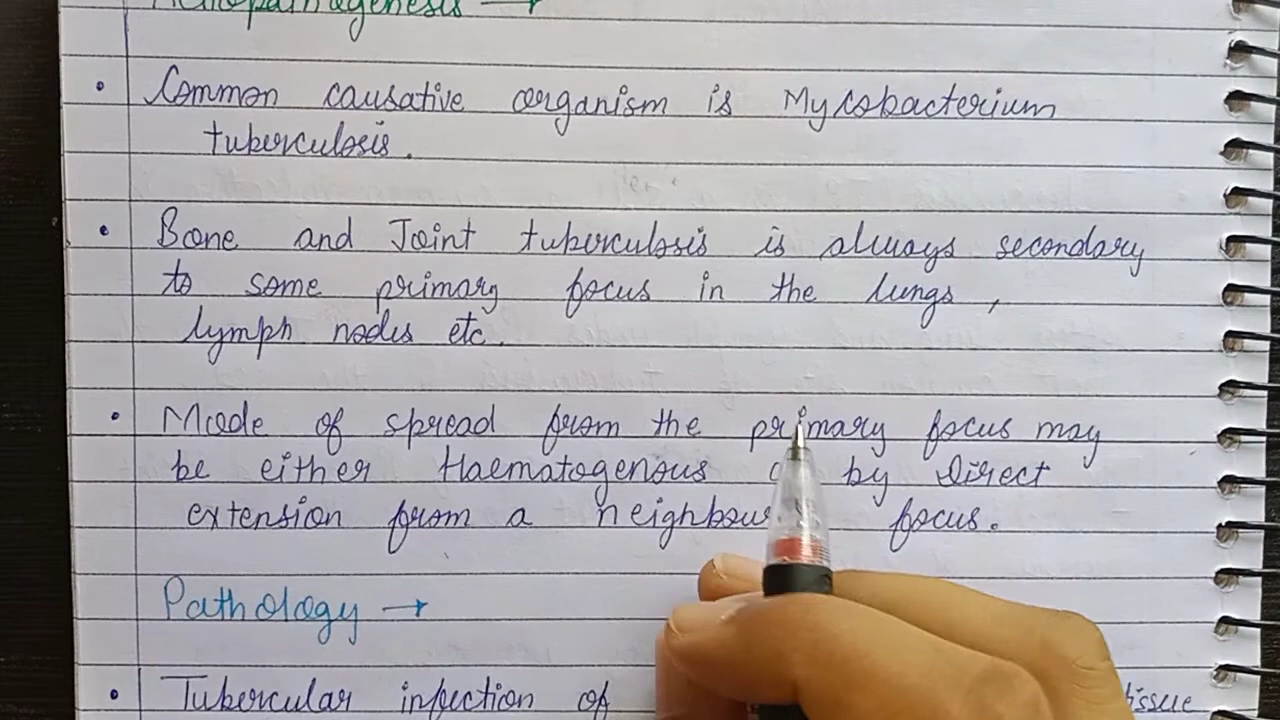 • Common causative organism is Mycobacterium
tuberculosis.
• Bone and Joint tuberculosis is always secondary
to some primary focus in the lungs,
lymph nodes etc.
• Mode of spread from the primary focus may
be either Haematogenous by Direct
extension from a focus.
Pathology →
• Tubercular infection of tissue